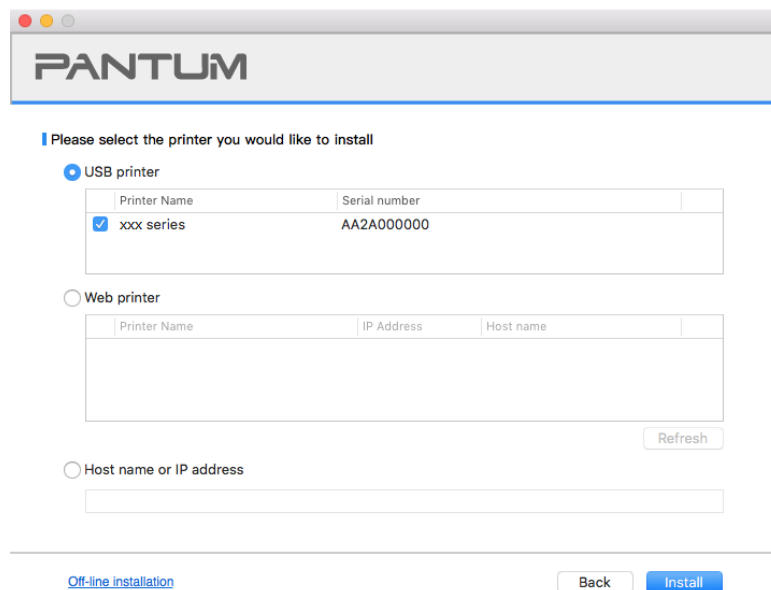 PANTUM
Please select the printer you would like to install
USB printer
Printer Name Serial number
xxx series AA2A000000
Web printer
Printer Name IP Address Host name
Refresh
Host name or IP address
Off-line installation Back Install